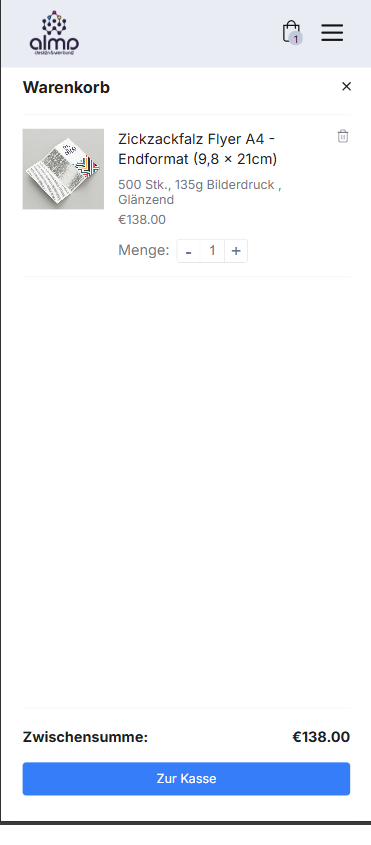 almo
design&werbung
1
Warenkorb
Zickzackfalz Flyer A4 -
Endformat (9,8 × 21cm)
500 Stk., 135g Bilderdruck ,
Glänzend
€138.00
Menge: - 1 +
Zwischensumme: €138.00
Zur Kasse